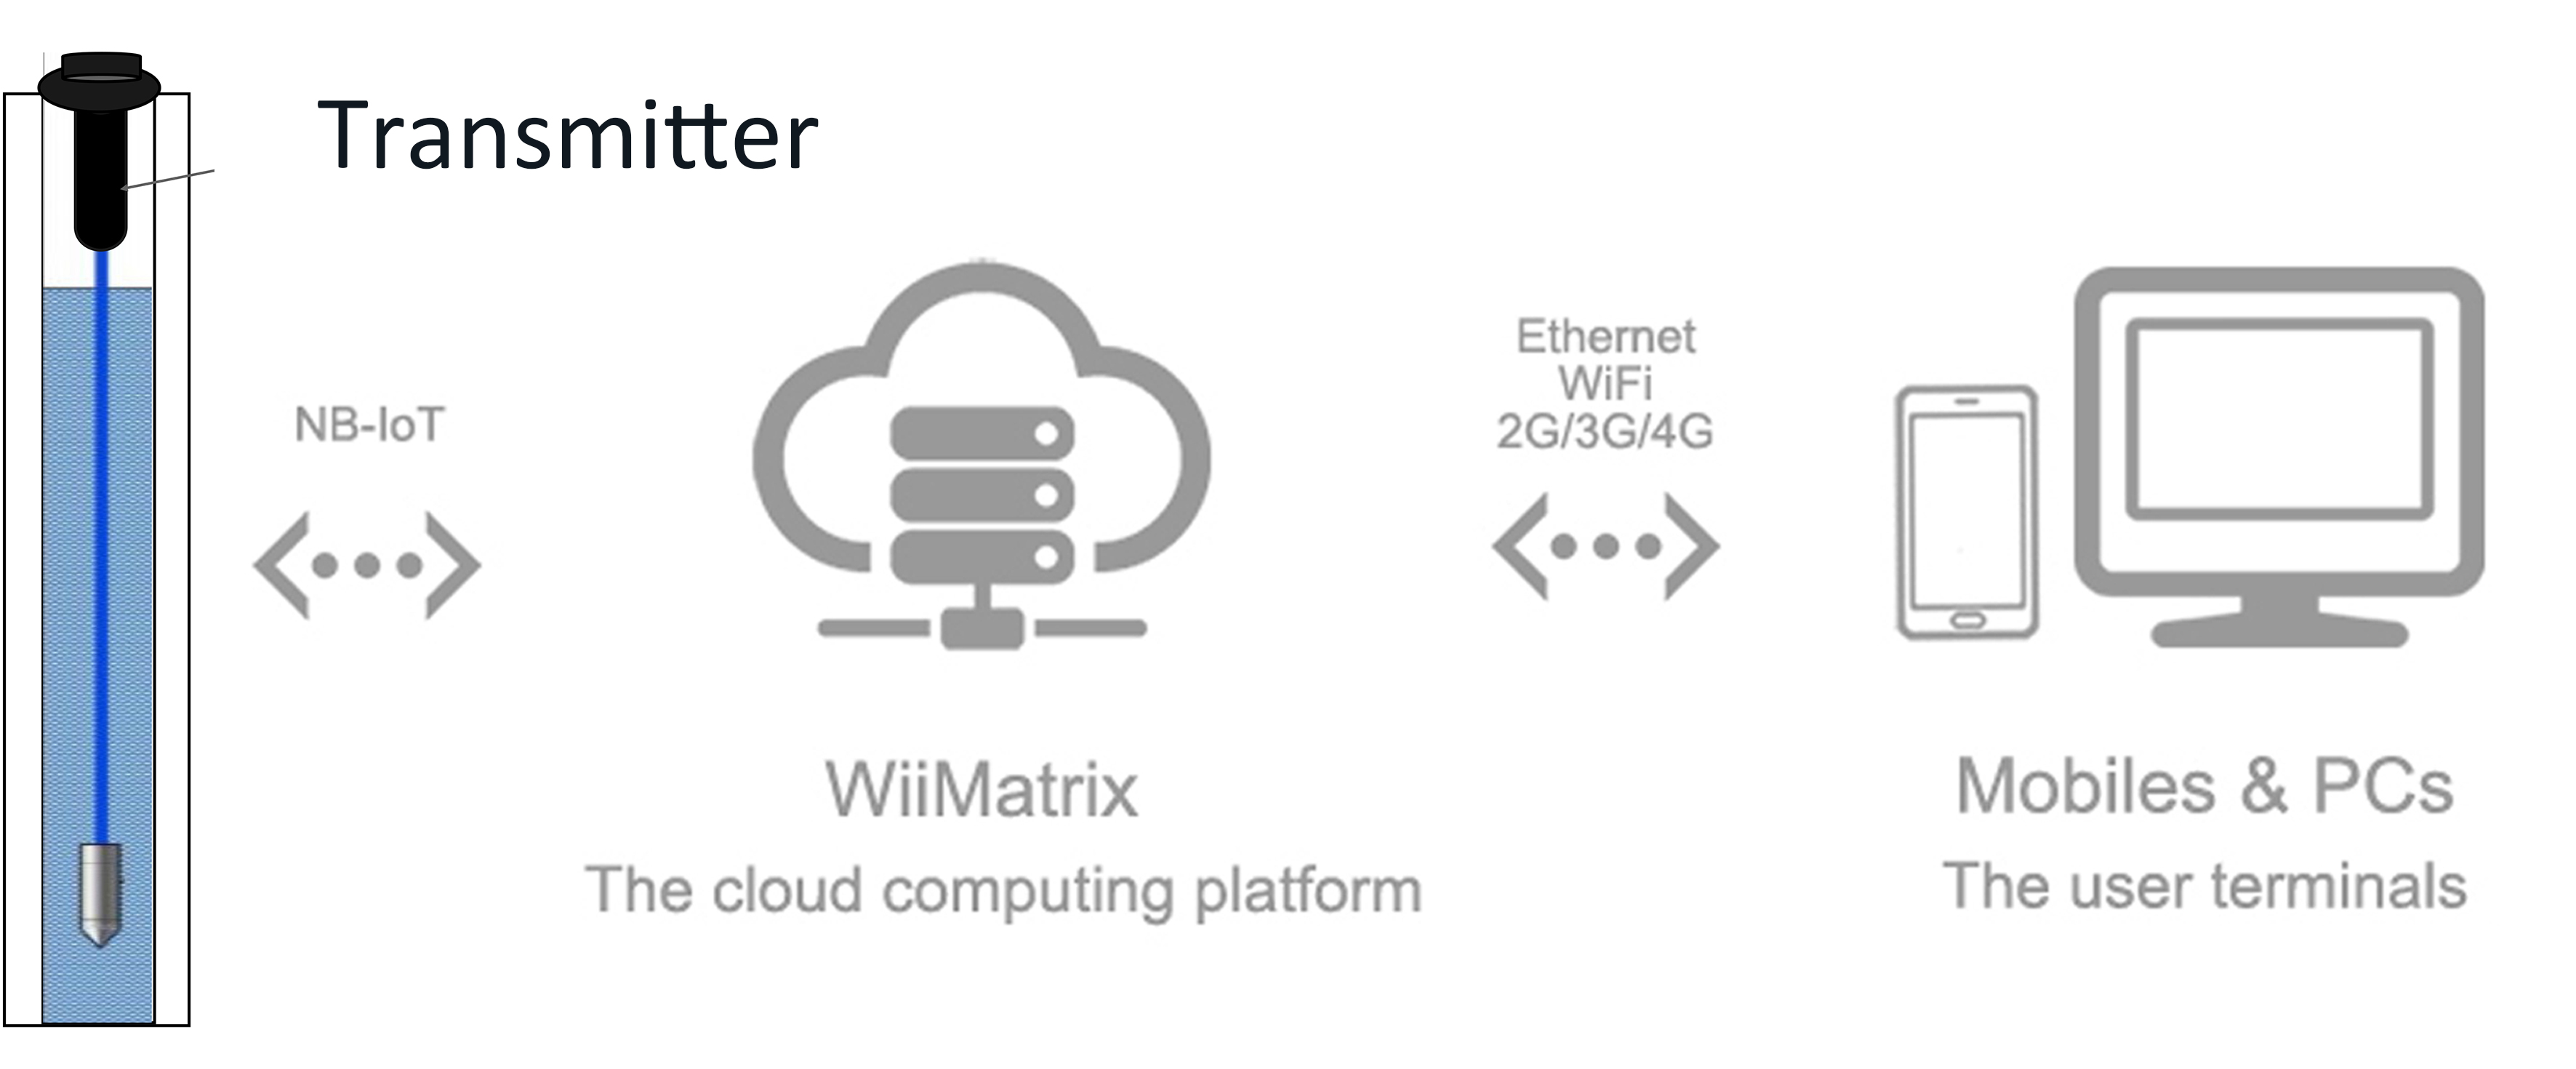 Transmitter
NB-IoT
Ethernet
WiFi
2G/3G/4G
WiiMatrix
The cloud computing platform
Mobiles & PCs
The user terminals